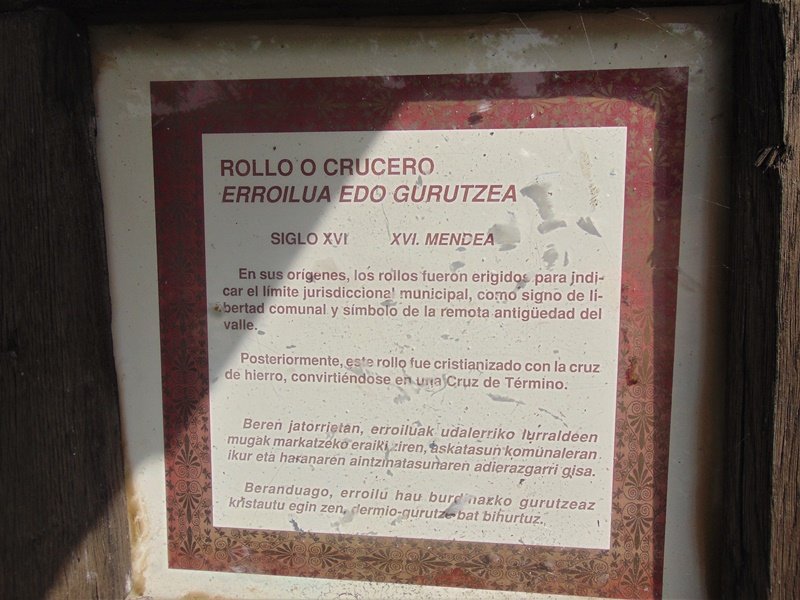 ROLLO O CRUCERO
ERROILUA EDO GURUTZEA
SIGLO XVI XVI. MENDEA
En sus orígenes, los rollos fueron erigidos para indi-
car el límite jurisdiccional municipal, como signo de li-
bertad comunal y símbolo de la remota antigüedad del
valle.
Posteriormente, este rollo fue cristianizado con la cruz
de hierro, convirtiéndose en una Cruz de Término.
Beren jatorrietan, erroiluak udalerriko lurraldeen
mugak markatzeko eraiki ziren, askatasun komunaleran
ikur eta haranaren aintzinatasunaren adierazgarri gisa.
Beranduago, erroilu hau burdinazko gurutzeaz
kristautu egin zen, dermio-gurutze bat bihurtuz.